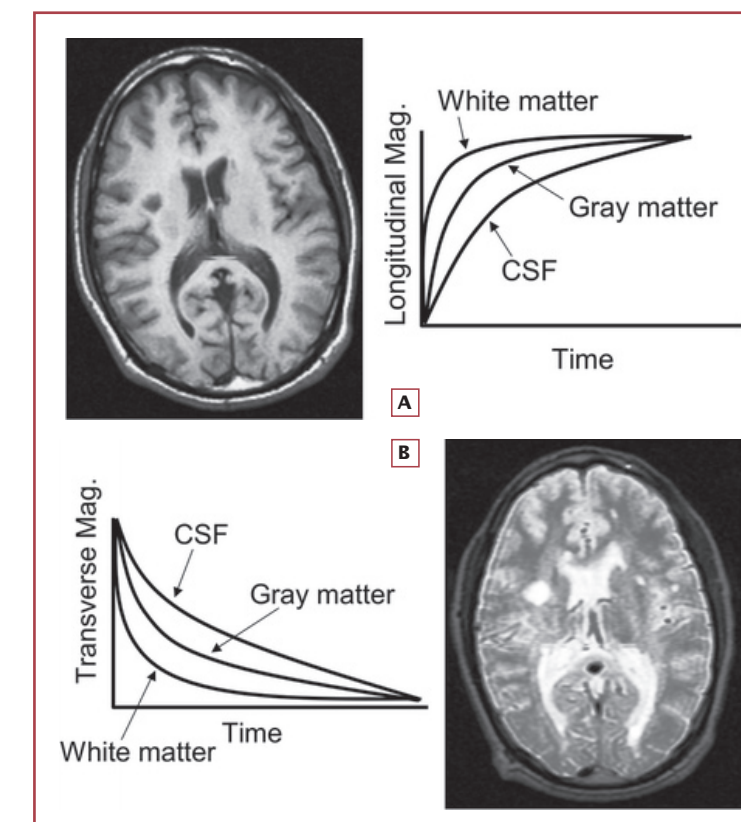 White matter
Longitudinal Mag.
Gray matter
CSF
Time
A
B
Transverse Mag.
CSF
Gray matter
White matter
Time